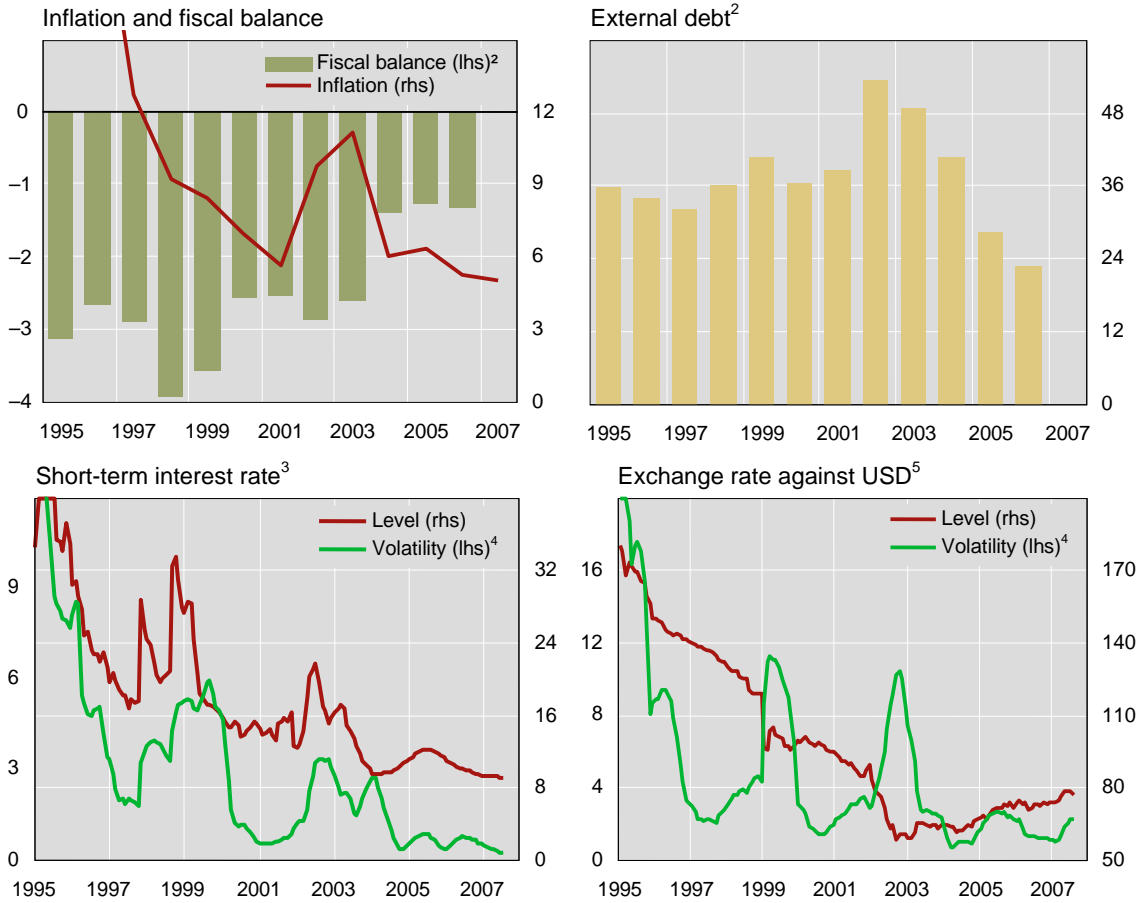 Inflation and fiscal balance
Fiscal balance (lhs)²
Inflation (rhs)
0
–1
–2
–3
–4
12
9
6
3
0
1995 1997 1999 2001 2003 2005 2007
External debt²
48
36
24
12
0
1995 1997 1999 2001 2003 2005 2007
Short-term interest rate³
Level (rhs)
Volatility (lhs)⁴
9
6
3
0
32
24
16
8
0
1995 1997 1999 2001 2003 2005 2007
Exchange rate against USD⁵
Level (rhs)
Volatility (lhs)⁴
16
12
8
4
0
170
140
110
80
50
1995 1997 1999 2001 2003 2005 2007